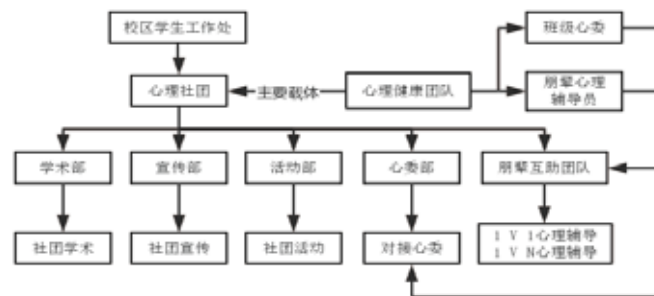 校区学生工作处
班级心委
心理社团
主要载体
心理健康团队
朋辈心理
辅导员
学术部
宣传部
活动部
心委部
朋辈互助团队
社团学术
社团宣传
社团活动
对接心委
1 V 1心理辅导
1 V N心理辅导